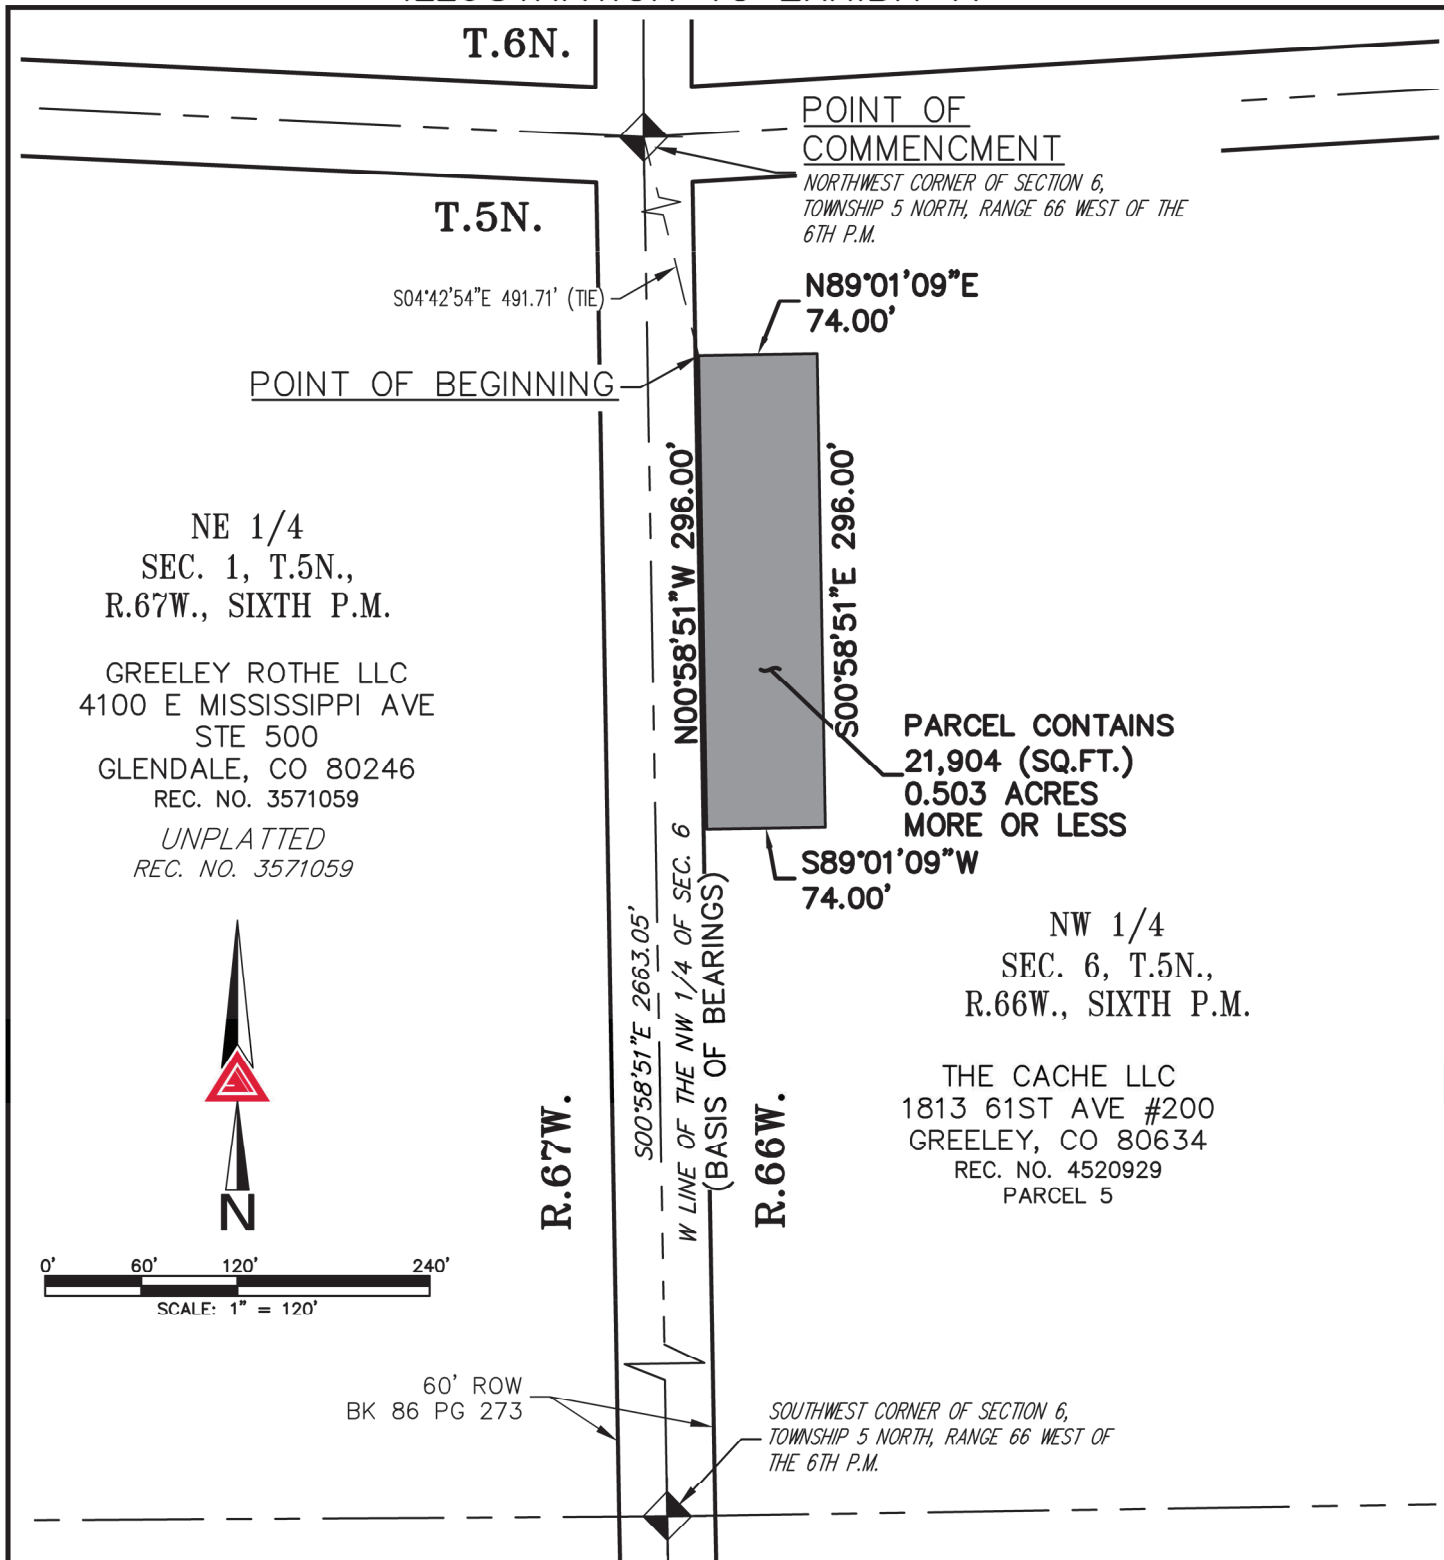 T.6N.
POINT OF
COMMENCMENT
NORTHWEST CORNER OF SECTION 6,
TOWNSHIP 5 NORTH, RANGE 66 WEST OF THE
6TH P.M.
T.5N.
S04°42'54"E 491.71' (TIE)
N89°01'09"E
74.00'
POINT OF BEGINNING
N00°58'51"W 296.00'
S00°58'51"E 296.00'
NE 1/4
SEC. 1, T.5N.,
R.67W., SIXTH P.M.
GREELEY ROTHE LLC
4100 E MISSISSIPPI AVE
STE 500
GLENDALE, CO 80246
REC. NO. 3571059
UNPLATTED
REC. NO. 3571059
PARCEL CONTAINS
21,904 (SQ.FT.)
0.503 ACRES
MORE OR LESS
S89°01'09"W
74.00'
S00°58'51"E 2663.05'
W LINE OF THE NW 1/4 OF SEC. 6
(BASIS OF BEARINGS)
NW 1/4
SEC. 6, T.5N.,
R.66W., SIXTH P.M.
THE CACHE LLC
1813 61ST AVE #200
GREELEY, CO 80634
REC. NO. 4520929
PARCEL 5
R.67W.
R.66W.
N
0' 60' 120' 240'
SCALE: 1" = 120'
60' ROW
BK 86 PG 273
SOUTHWEST CORNER OF SECTION 6,
TOWNSHIP 5 NORTH, RANGE 66 WEST OF
THE 6TH P.M.